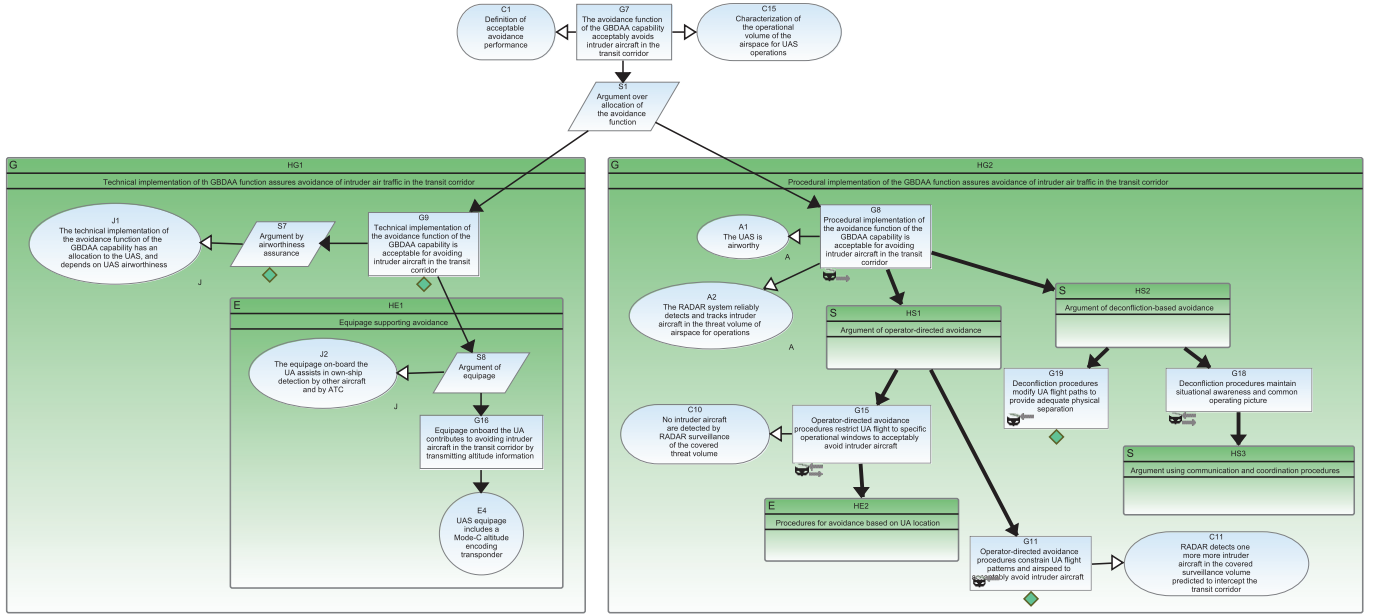 C1
Definition of
acceptable
avoidance
performance
G7
The avoidance function
of the GBDAA capability
acceptably avoids
intruder aircraft in the
transit corridor
C15
Characterization of
the operational
volume of the
airspace for UAS
operations
S1
Argument over
allocation of
the avoidance
function
G
HG1
Technical implementation of th GBDAA function assures avoidance of intruder air traffic in the transit corridor
J1
The technical implementation of
the avoidance function of the
GBDAA capability has an
allocation to the UAS, and
depends on UAS airworthiness
J
S7
Argument by
airworthiness
assurance
G9
Technical implementation of
the avoidance function of the
GBDAA capability is
acceptable for avoiding
intruder aircraft in the transit
corridor
E
HE1
Equipage supporting avoidance
J2
The equipage on-board the
UA assists in own-ship
detection by other aircraft
and by ATC
J
S8
Argument of
equipage
G16
Equipage onboard the UA
contributes to avoiding intruder
aircraft in the transit corridor by
transmitting altitude information
E4
UAS equipage
includes a
Mode-C altitude
encoding
transponder
G
HG2
Procedural implementation of the GBDAA function assures avoidance of intruder air traffic in the transit corridor
A1
The UAS is
airworthy
A
G8
Procedural implementation of
the avoidance function of the
GBDAA capability is
acceptable for avoiding
intruder aircraft in the transit
corridor
A2
The RADAR system reliably
detects and tracks intruder
aircraft in the threat volume of
airspace for operations
A
S
HS1
Argument of operator-directed avoidance
S
HS2
Argument of deconfliction-based avoidance
G19
Deconfliction procedures
modify UA flight paths to
provide adequate physical
separation
G18
Deconfliction procedures maintain
situational awareness and common
operating picture
C10
No intruder aircraft
are detected by
RADAR surveillance
of the covered
threat volume
G15
Operator-directed avoidance
procedures restrict UA flight to specific
operational windows to acceptably
avoid intruder aircraft
S
HS3
Argument using communication and coordination procedures
E
HE2
Procedures for avoidance based on UA location
G11
Operator-directed avoidance
procedures constrain UA flight
patterns and airspeed to
acceptably avoid intruder aircraft
C11
RADAR detects one
more more intruder
aircraft in the covered
surveillance volume
predicted to intercept the
transit corridor